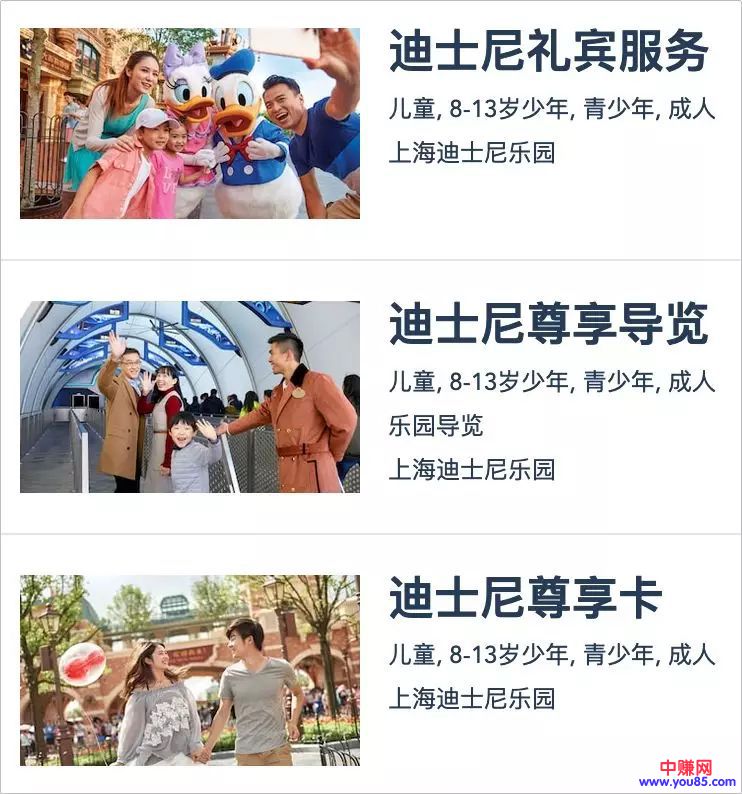 迪士尼礼宾服务
儿童, 8-13岁少年, 青少年, 成人
上海迪士尼乐园
迪士尼尊享导览
儿童, 8-13岁少年, 青少年, 成人
乐园导览
上海迪士尼乐园
迪士尼尊享卡
儿童, 8-13岁少年, 青少年, 成人
上海迪士尼乐园
中赚网
www.you85.com